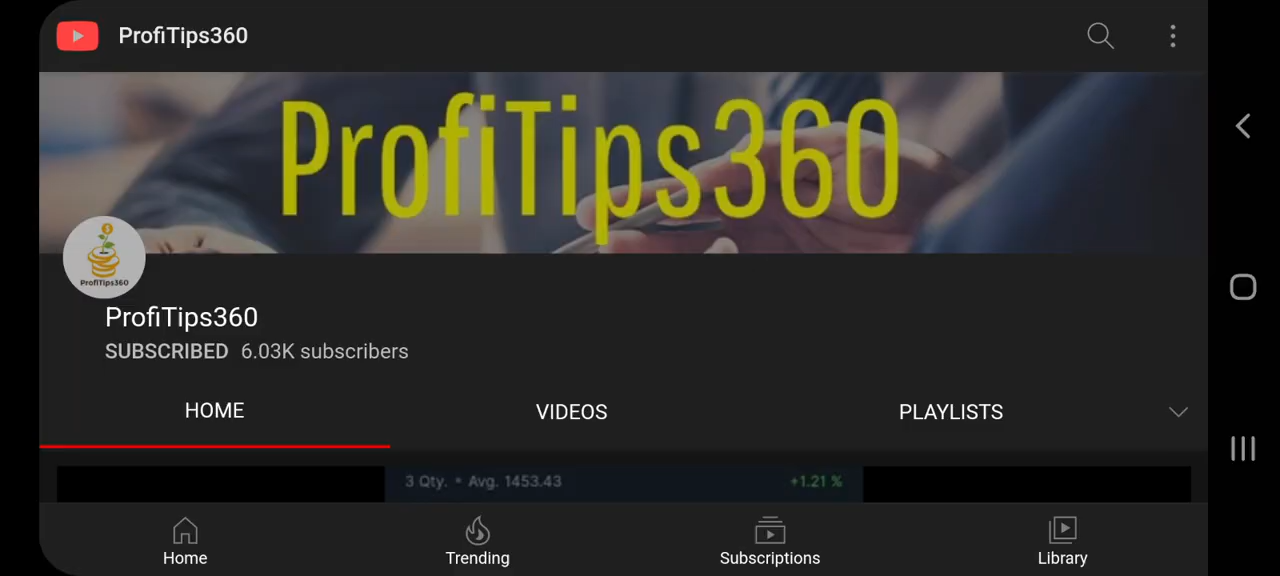 ProfiTips360
ProfiTips360
ProfiTips360
ProfiTips360
SUBSCRIBED 6.03K subscribers
HOME VIDEOS PLAYLISTS
3 Qty. • Avg. 1453.43 +1.21 %
Home Trending Subscriptions Library